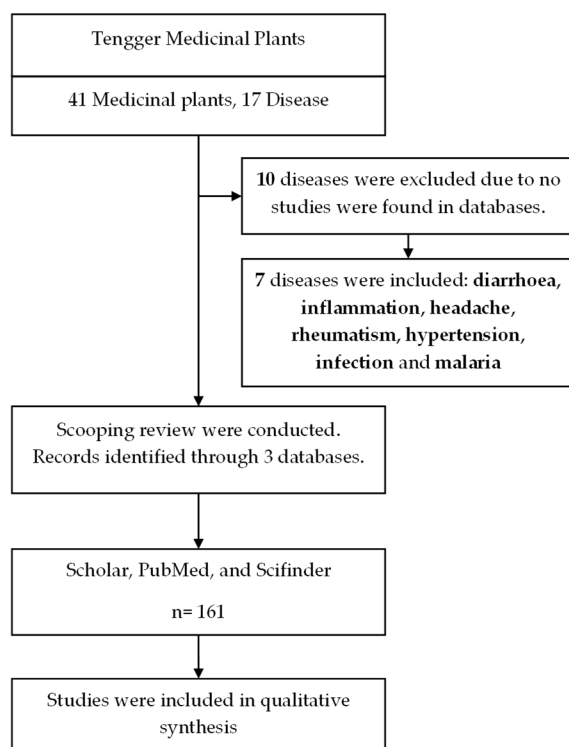 Tengger Medicinal Plants
41 Medicinal plants, 17 Disease
10 diseases were excluded due to no
studies were found in databases.
7 diseases were included: diarrhoea,
inflammation, headache,
rheumatism, hypertension,
infection and malaria
Scooping review were conducted.
Records identified through 3 databases.
Scholar, PubMed, and Scifinder
n= 161
Studies were included in qualitative
synthesis